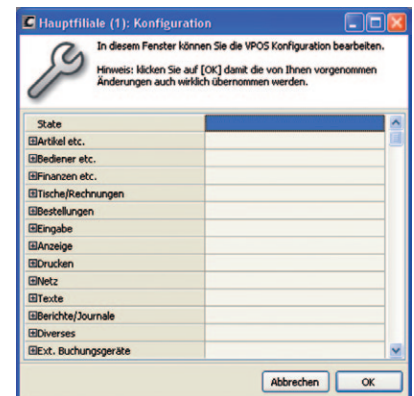 Hauptfiliale (1): Konfiguration
In diesem Fenster können Sie die VPOS Konfiguration bearbeiten.
Hinweis: klicken Sie auf [OK] damit die von Ihnen vorgenommen
Änderungen auch wirklich übernommen werden.
State
Artikel etc.
Bediener etc.
Finanzen etc.
Tische/Rechnungen
Bestellungen
Eingabe
Anzeige
Drucken
Netz
Texte
Berichte/Journale
Diverses
Ext. Buchungsgeräte
Abbrechen
OK